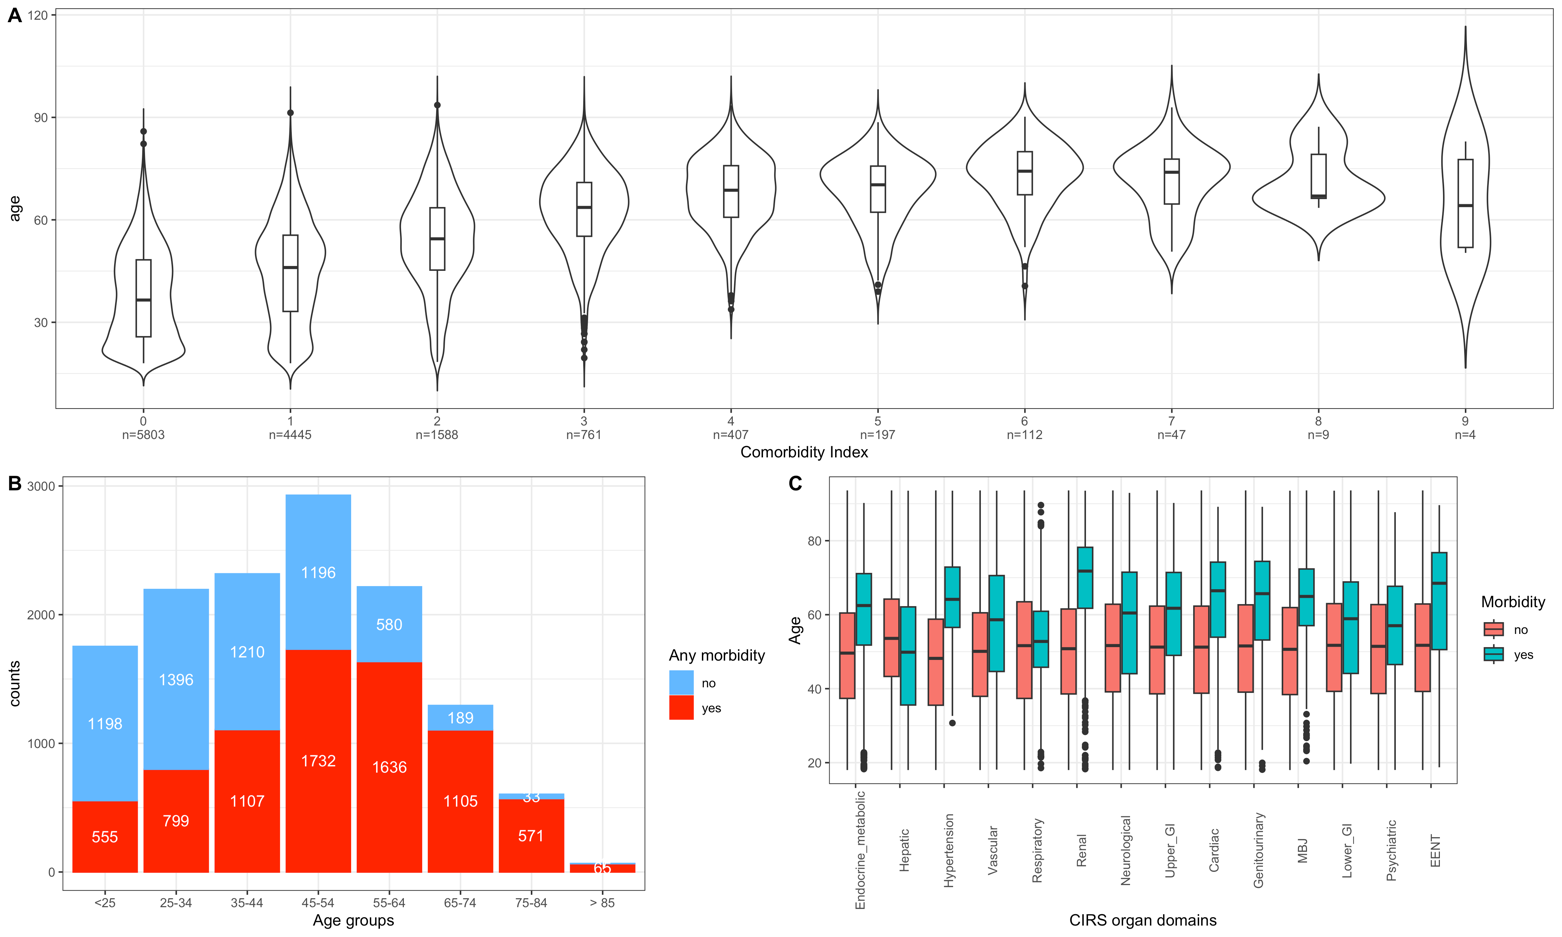 A
120
90
60
30
age
0 1 2 3 4 5 6 7 8 9
n=5803 n=4445 n=1588 n=761 n=407 n=197 n=112 n=47 n=9 n=4
Comorbidity Index
B
3000
2000
1000
0
counts
1198 1396 1210 1196 580 189 33
555 799 1107 1732 1636 1105 571 65
<25 25-34 35-44 45-54 55-64 65-74 75-84 > 85
Age groups
Any morbidity
no
yes
C
80
60
40
20
Age
Endocrine_metabolic
Hepatic
Hypertension
Vascular
Respiratory
Renal
Neurological
Upper_GI
Cardiac
Genitourinary
MBJ
Lower_GI
Psychiatric
EENT
CIRS organ domains
Morbidity
no
yes